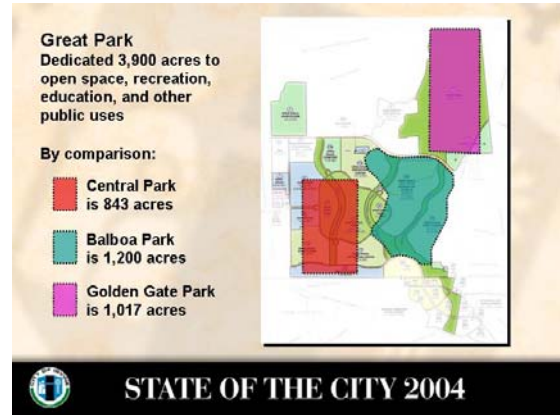 Great Park
Dedicated 3,900 acres to
open space, recreation,
education, and other
public uses
By comparison:
Central Park
is 843 acres
Balboa Park
is 1,200 acres
Golden Gate Park
is 1,017 acres
STATE OF THE CITY 2004